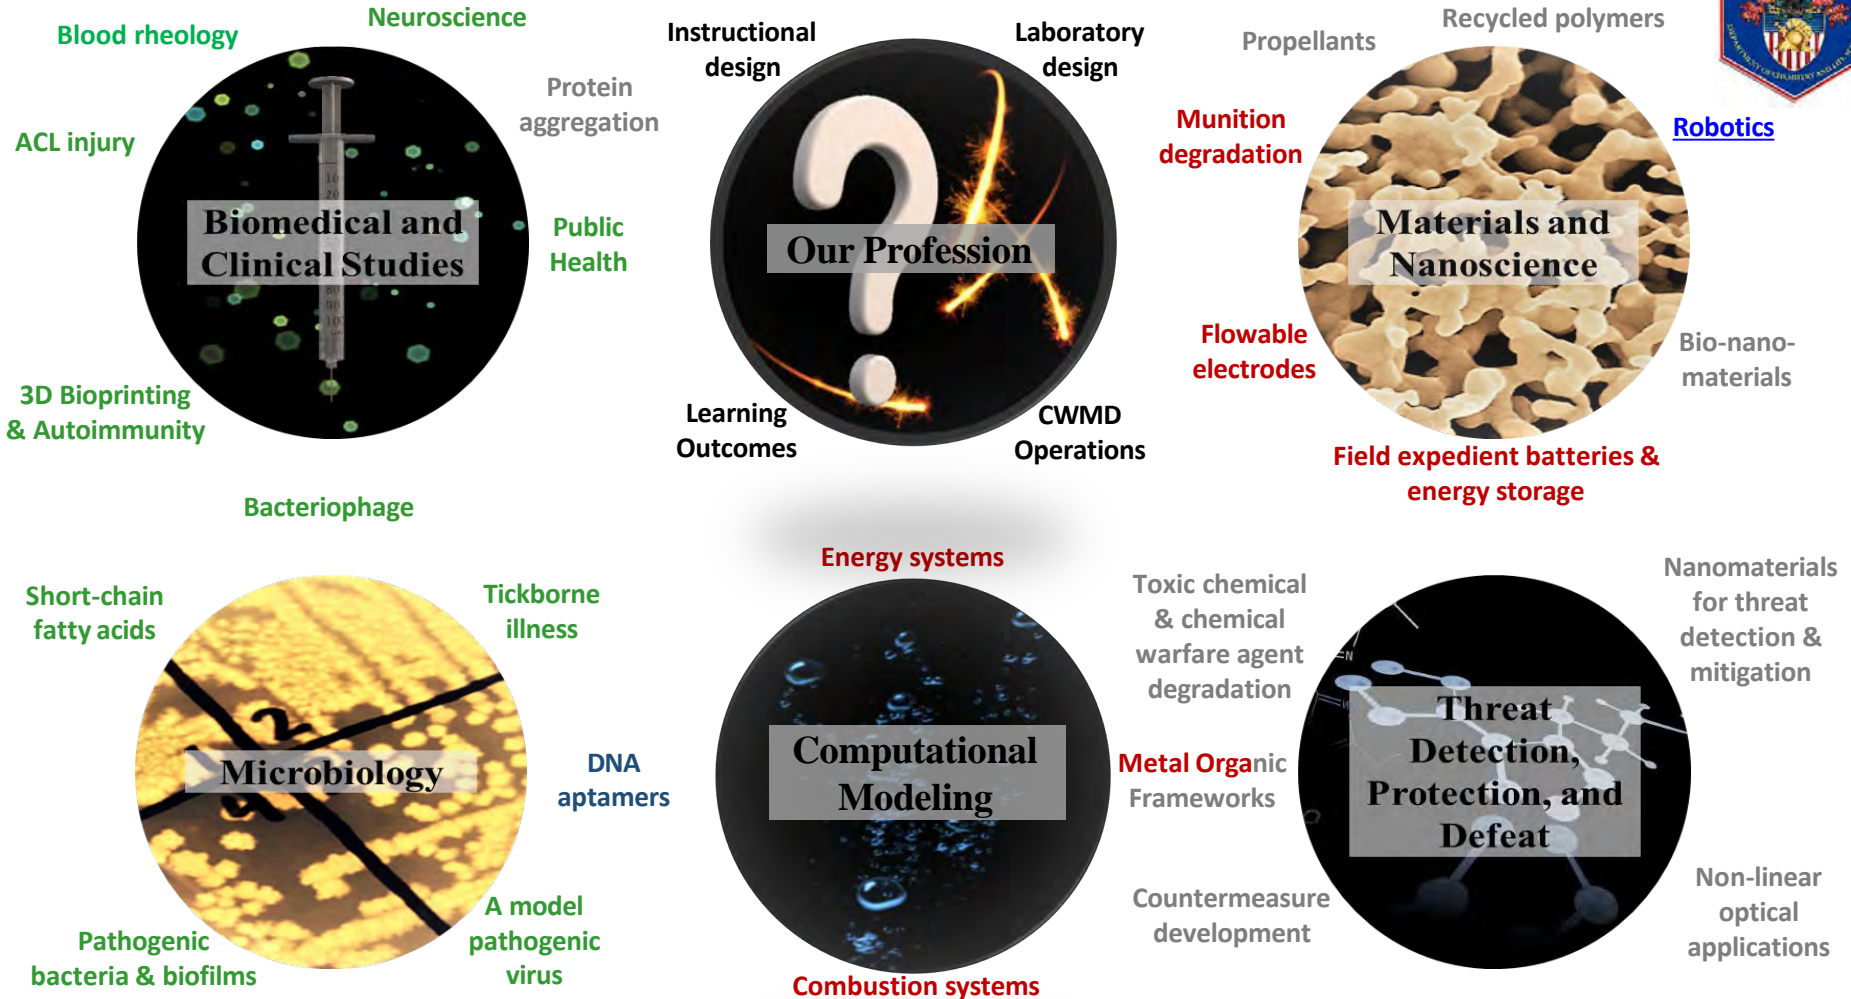 Neuroscience
Blood rheology
Protein
aggregation
ACL injury
Biomedical and
Clinical Studies
Public
Health
3D Bioprinting
& Autoimmunity
Instructional
design
Laboratory
design
Our Profession
Learning
Outcomes
CWMD
Operations
Recycled polymers
Propellants
Munition
degradation
Robotics
Materials and
Nanoscience
Flowable
electrodes
Bio-nano-
materials
Field expedient batteries &
energy storage
Bacteriophage
Short-chain
fatty acids
Tickborne
illness
2
Microbiology
DNA
aptamers
Pathogenic
bacteria & biofilms
A model
pathogenic
virus
Energy systems
Computational
Modeling
Combustion systems
Toxic chemical
& chemical
warfare agent
degradation
Metal Organic
Frameworks
Countermeasure
development
Nanomaterials
for threat
detection &
mitigation
Threat
Detection,
Protection, and
Defeat
Non-linear
optical
applications